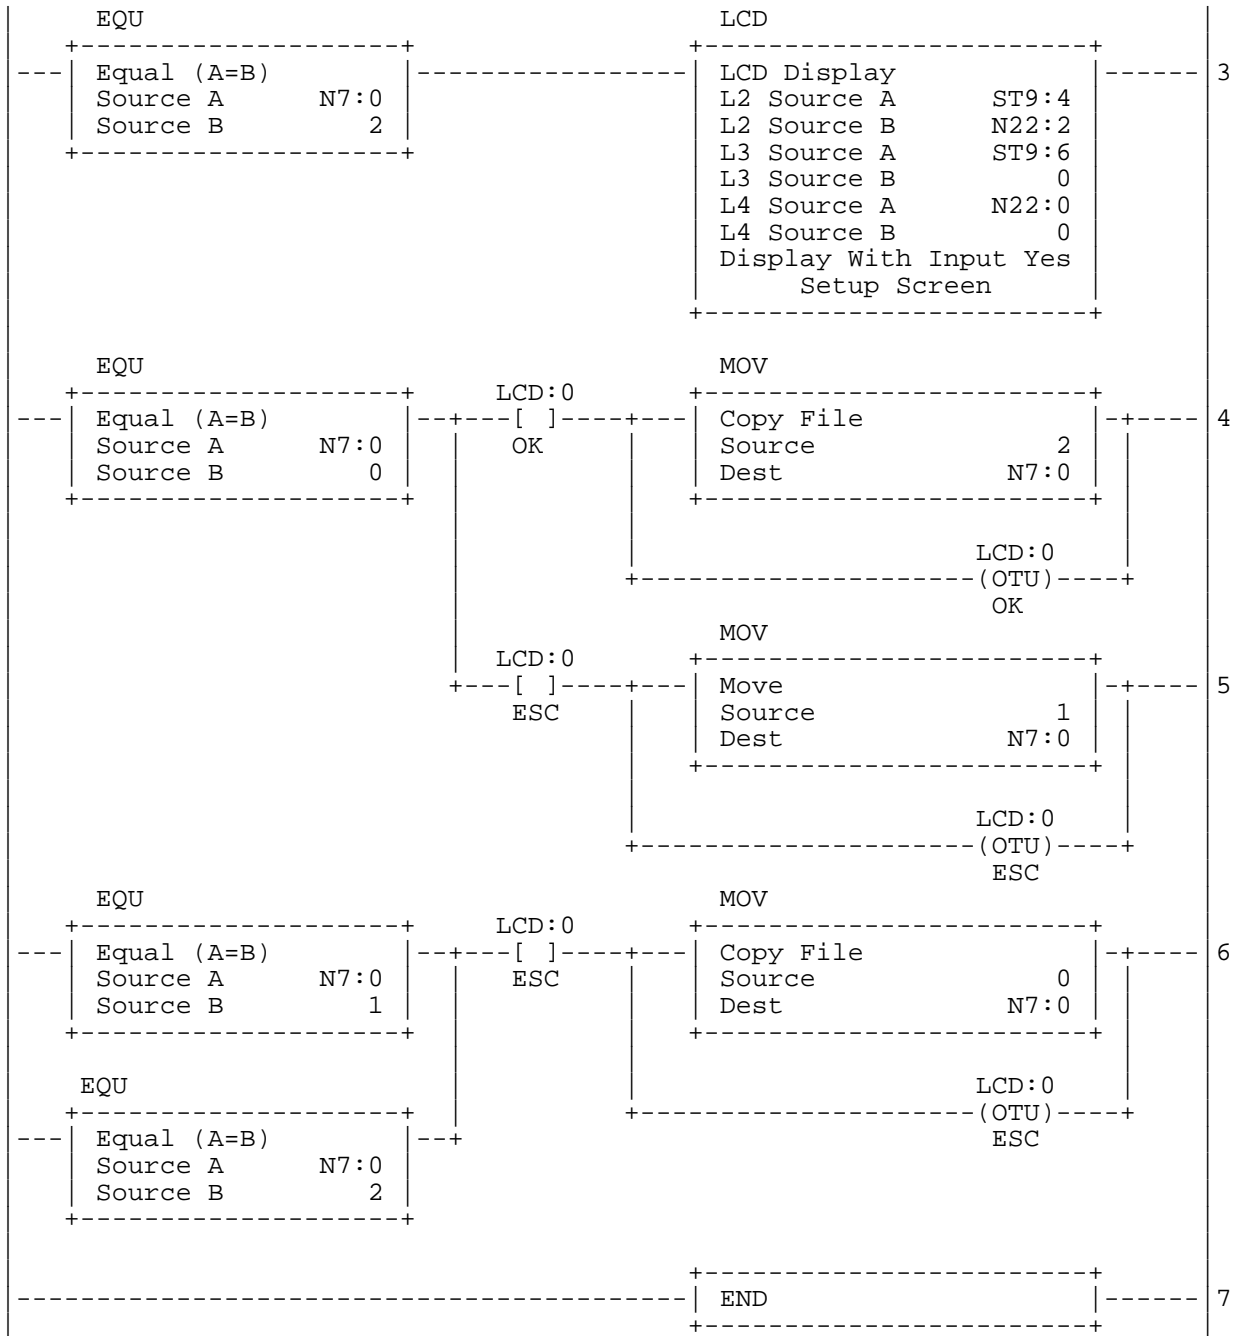 EQU LCD
Equal (A=B) LCD Display 3
Source A N7:0 L2 Source A ST9:4
Source B 2 L2 Source B N22:2
L3 Source A ST9:6
L3 Source B 0
L4 Source A N22:0
L4 Source B 0
Display With Input Yes
Setup Screen
EQU MOV
LCD:0
Equal (A=B) [ ] Copy File 4
Source A N7:0 OK Source 2
Source B 0 Dest N7:0
LCD:0
(OTU)
OK
MOV
LCD:0
[ ] Move 5
ESC Source 1
Dest N7:0
LCD:0
(OTU)
ESC
EQU MOV
LCD:0
Equal (A=B) [ ] Copy File 6
Source A N7:0 ESC Source 0
Source B 1 Dest N7:0
EQU LCD:0
(OTU)
Equal (A=B) ESC
Source A N7:0
Source B 2
END 7